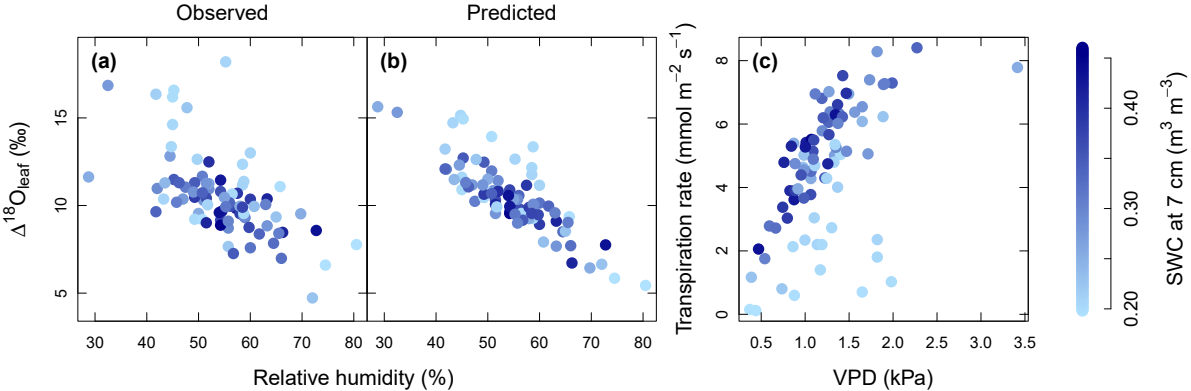 Observed
Predicted
(a)
(b)
(c)
Δ¹⁸O_leaf (‰)
15
10
5
30 40 50 60 70 80
30 40 50 60 70 80
Relative humidity (%)
Transpiration rate (mmol m⁻² s⁻¹)
8
6
4
2
0
0.5 1.0 1.5 2.0 2.5 3.0 3.5
VPD (kPa)
0.40
0.30
0.20
SWC at 7 cm (m³ m⁻³)